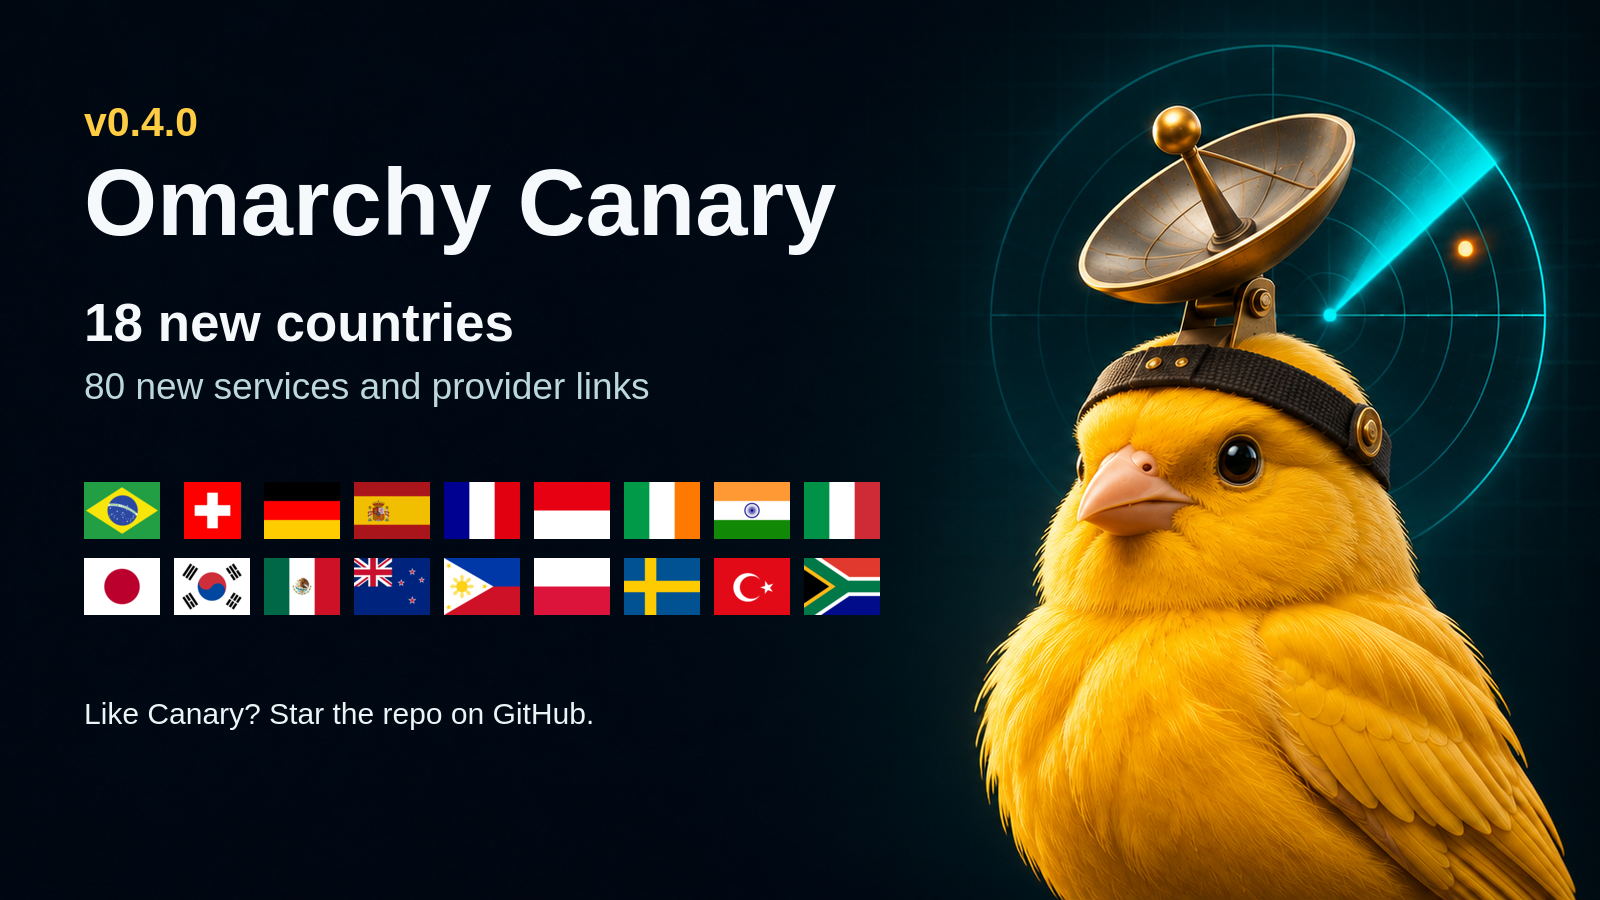 v0.4.0
Omarchy Canary
18 new countries
80 new services and provider links
Like Canary? Star the repo on GitHub.